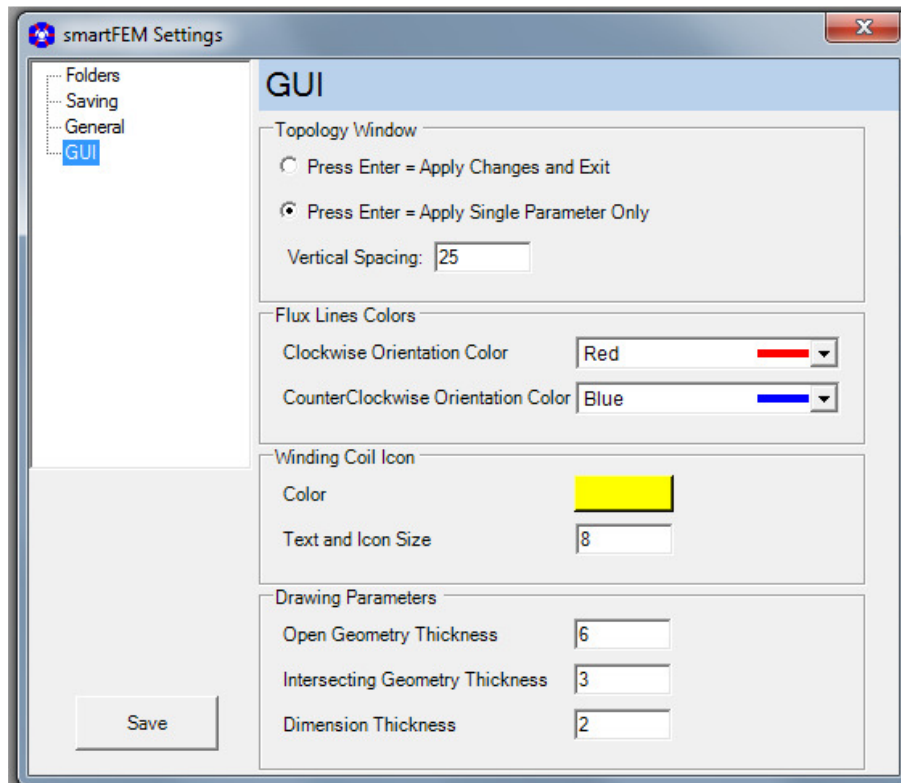 smartFEM Settings
Folders
Saving
General
GUI
GUI
Topology Window
Press Enter = Apply Changes and Exit
Press Enter = Apply Single Parameter Only
Vertical Spacing: 25
Flux Lines Colors
Clockwise Orientation Color Red
CounterClockwise Orientation Color Blue
Winding Coil Icon
Color
Text and Icon Size 8
Drawing Parameters
Open Geometry Thickness 6
Intersecting Geometry Thickness 3
Dimension Thickness 2
Save